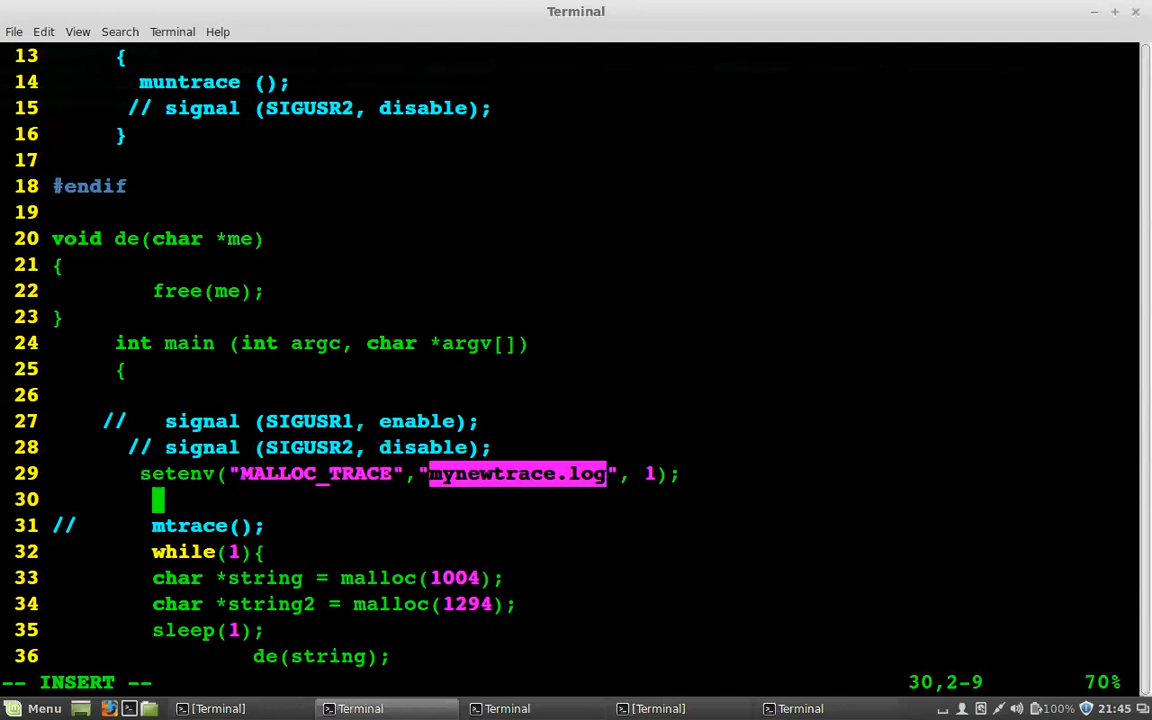 Terminal
File Edit View Search Terminal Help
13 {
14 muntrace ();
15 // signal (SIGUSR2, disable);
16 }
17
18 #endif
19
20 void de(char *me)
21 {
22 free(me);
23 }
24 int main (int argc, char *argv[])
25 {
26
27 // signal (SIGUSR1, enable);
28 // signal (SIGUSR2, disable);
29 setenv("MALLOC_TRACE","mynewtrace.log", 1);
30
31 // mtrace();
32 while(1){
33 char *string = malloc(1004);
34 char *string2 = malloc(1294);
35 sleep(1);
36 de(string);
-- INSERT -- 30,2-9 70%
Menu [Terminal] Terminal Terminal [Terminal] Terminal 100% 21:45